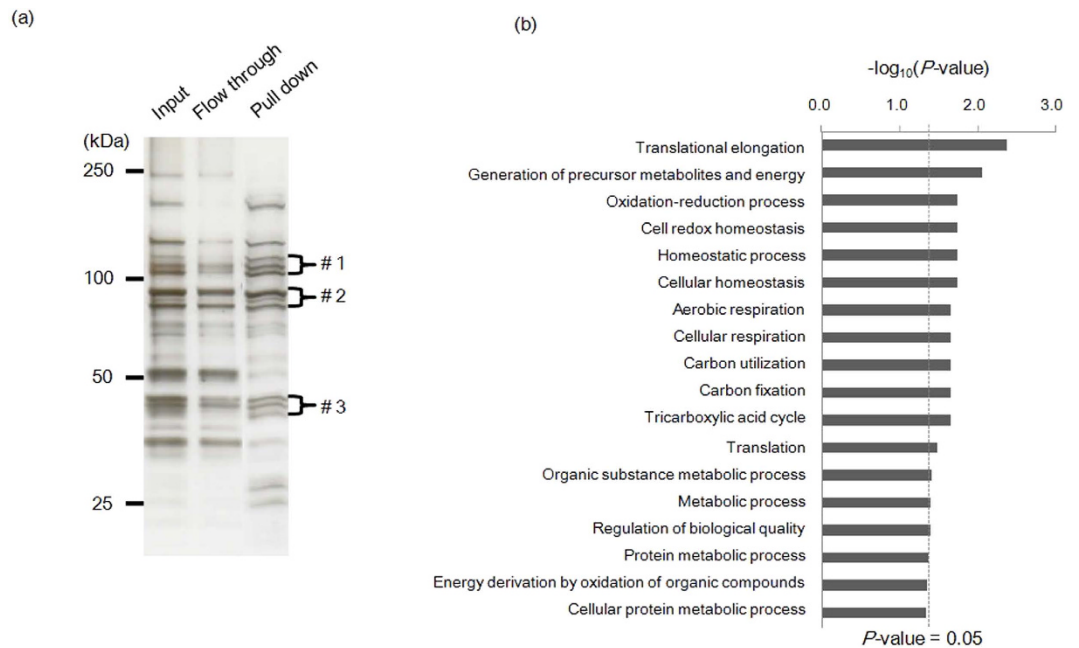 (a)
Input
Flow through
Pull down
(kDa)
250
100
50
25
#1
#2
#3
(b)
-log10(P-value)
0.0 1.0 2.0 3.0
Translational elongation
Generation of precursor metabolites and energy
Oxidation-reduction process
Cell redox homeostasis
Homeostatic process
Cellular homeostasis
Aerobic respiration
Cellular respiration
Carbon utilization
Carbon fixation
Tricarboxylic acid cycle
Translation
Organic substance metabolic process
Metabolic process
Regulation of biological quality
Protein metabolic process
Energy derivation by oxidation of organic compounds
Cellular protein metabolic process
P-value = 0.05